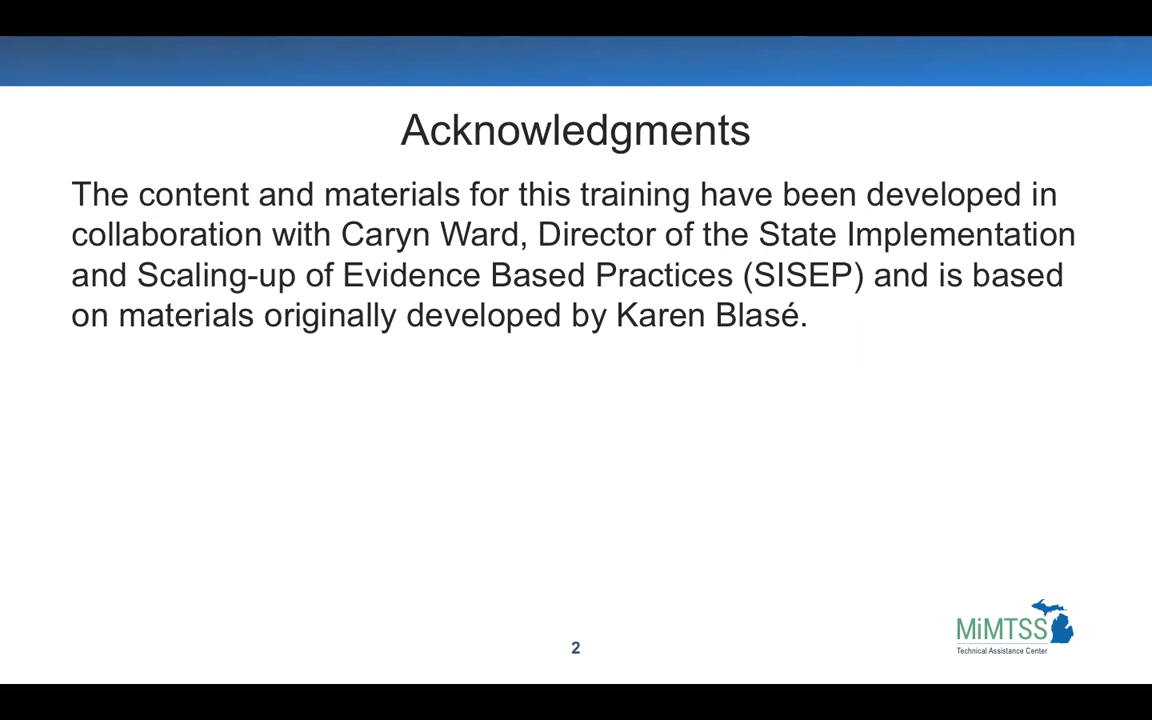 Acknowledgments
The content and materials for this training have been developed in
collaboration with Caryn Ward, Director of the State Implementation
and Scaling-up of Evidence Based Practices (SISEP) and is based
on materials originally developed by Karen Blasé.
2
MiMTSS
Technical Assistance Center